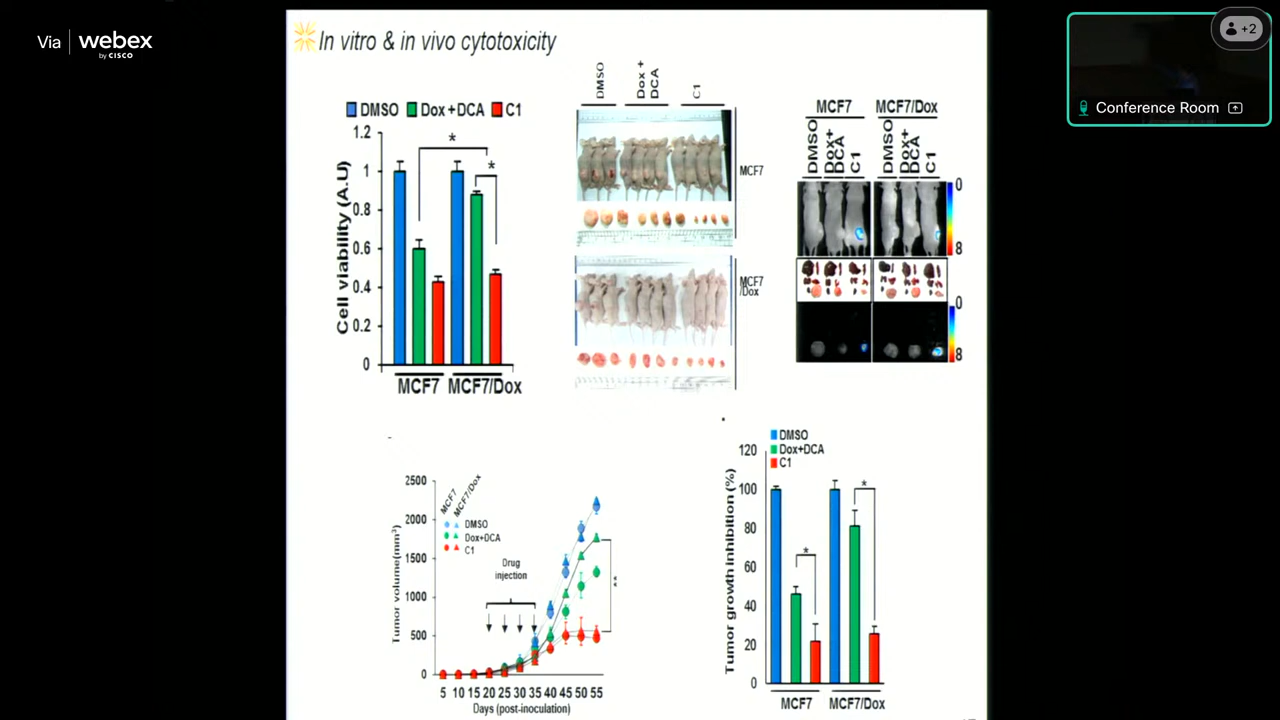 Via webex
by CISCO
+2
Conference Room
In vitro & in vivo cytotoxicity
DMSO Dox+DCA C1
1.2
1
0.8
0.6
0.4
0.2
0
Cell viability (A.U)
*
*
MCF7 MCF7/Dox
DMSO
Dox +
DCA
C1
MCF7
MCF7
/Dox
MCF7 MCF7/Dox
DMSO
Dox+
DCA
C1
DMSO
Dox+
DCA
C1
0
8
0
8
2500
2000
1500
1000
500
0
Tumor volume(mm³)
MCF7
MCF7/Dox
DMSO
Dox+DCA
C1
Drug
injection
**
5 10 15 20 25 30 35 40 45 50 55
Days (post-inoculation)
DMSO
Dox+DCA
C1
120
100
80
60
40
20
0
Tumor growth inhibition (%)
*
*
MCF7 MCF7/Dox